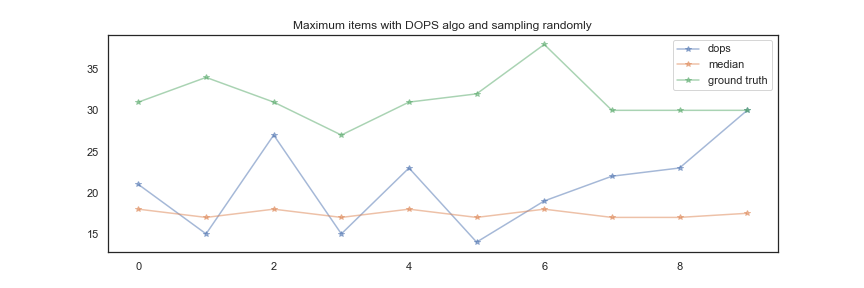 Maximum items with DOPS algo and sampling randomly
dops
median
ground truth
35
30
25
20
15
0 2 4 6 8